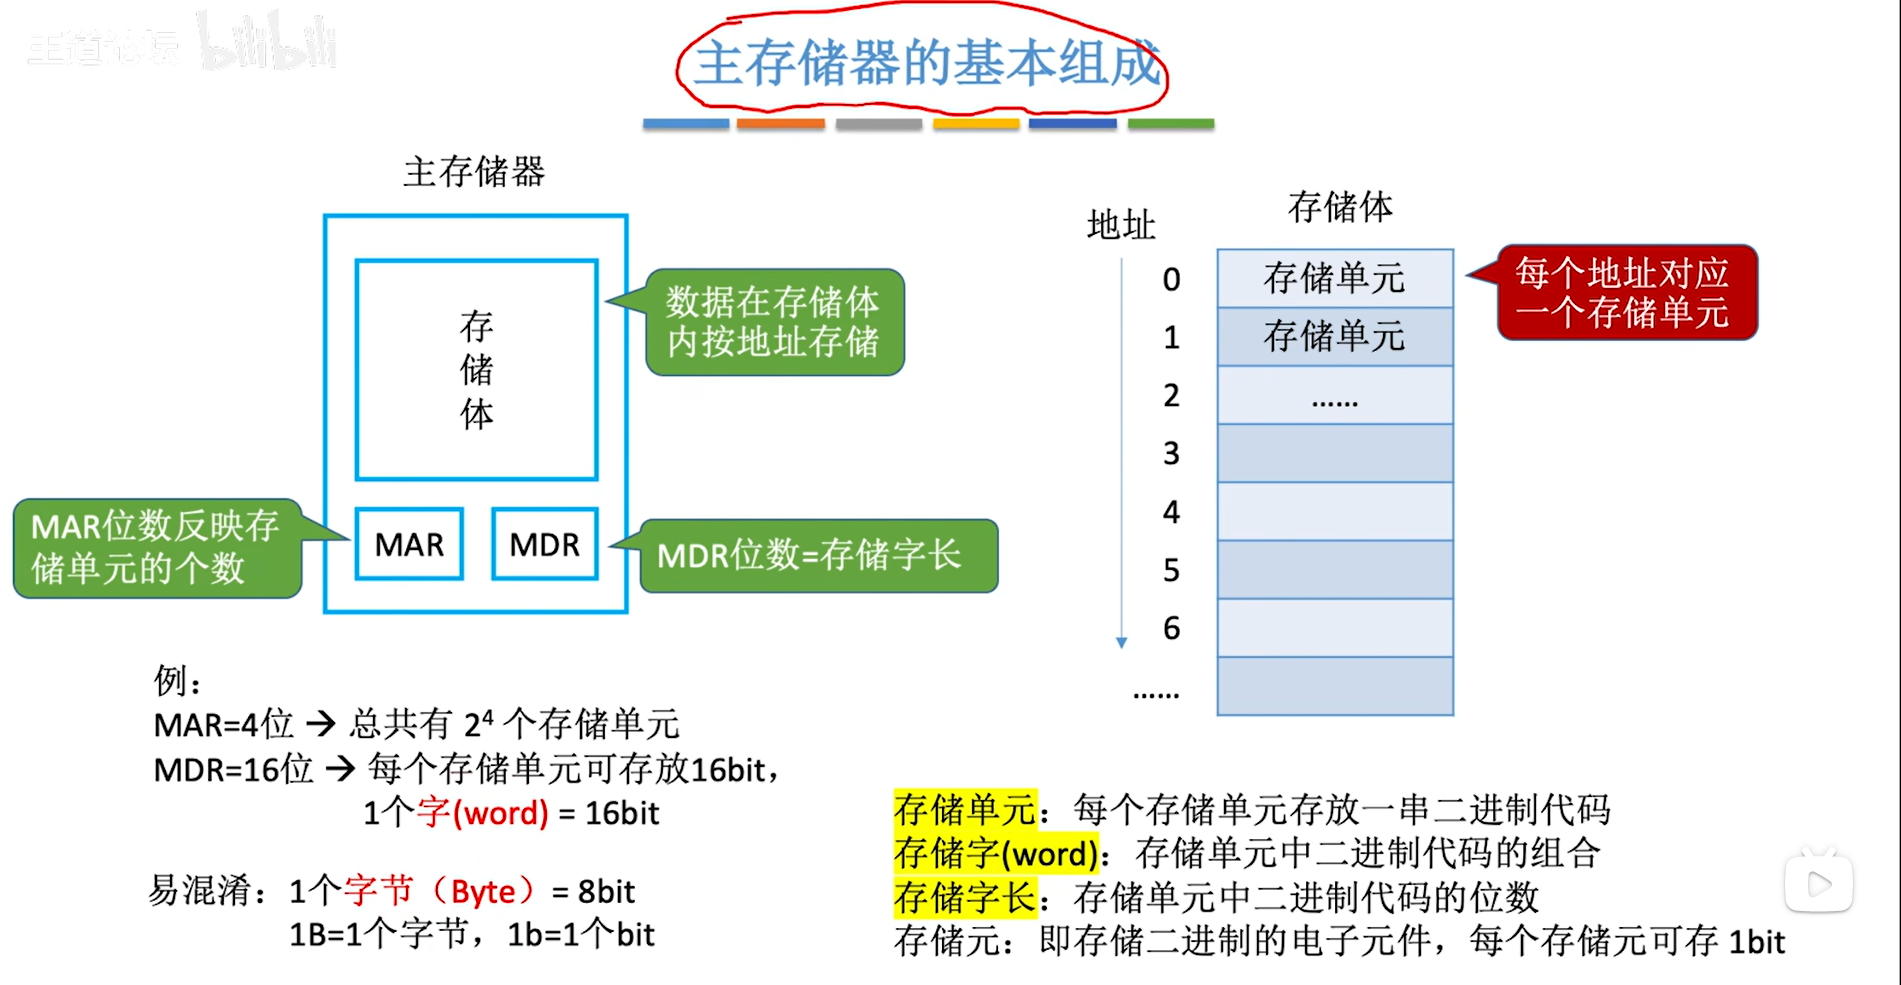 王道论坛 bilibili
主存储器的基本组成
主存储器
存
储
体
数据在存储体
内按地址存储
MAR位数反映存
储单元的个数
MAR
MDR
MDR位数=存储字长
例：
MAR=4位 → 总共有 2⁴ 个存储单元
MDR=16位 → 每个存储单元可存放16bit，
1个字(word) = 16bit
易混淆：1个字节（Byte）= 8bit
1B=1个字节，1b=1个bit
地址
存储体
0 存储单元
1 存储单元
2 ......
3
4
5
6
......
每个地址对应
一个存储单元
存储单元：每个存储单元存放一串二进制代码
存储字(word)：存储单元中二进制代码的组合
存储字长：存储单元中二进制代码的位数
存储元：即存储二进制的电子元件，每个存储元可存 1bit